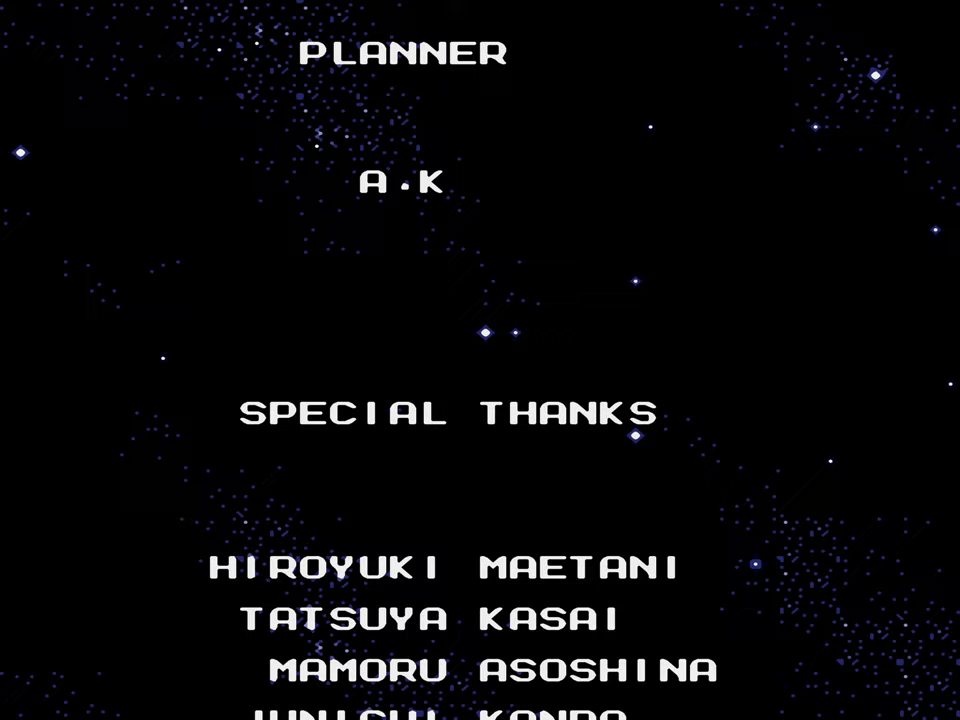 PLANNER
A.K
SPECIAL THANKS
HIROYUKI MAETANI
TATSUYA KASAI
MAMORU ASOSHINA